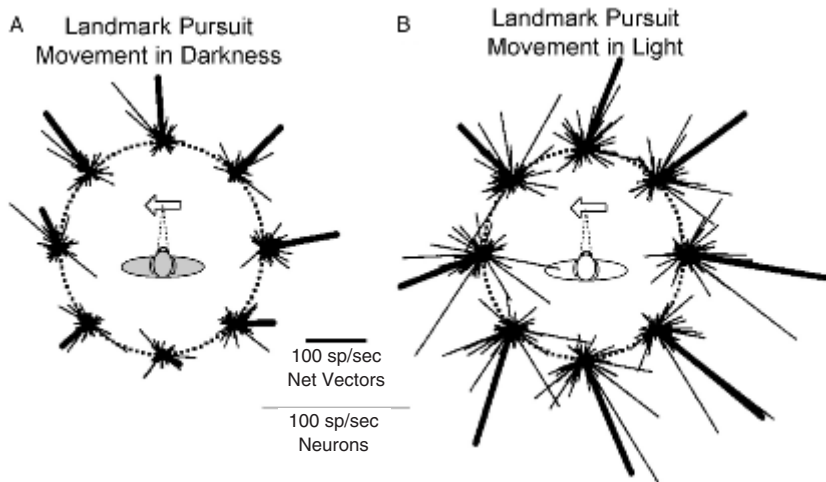 A
Landmark Pursuit
Movement in Darkness
B
Landmark Pursuit
Movement in Light
100 sp/sec
Net Vectors
100 sp/sec
Neurons